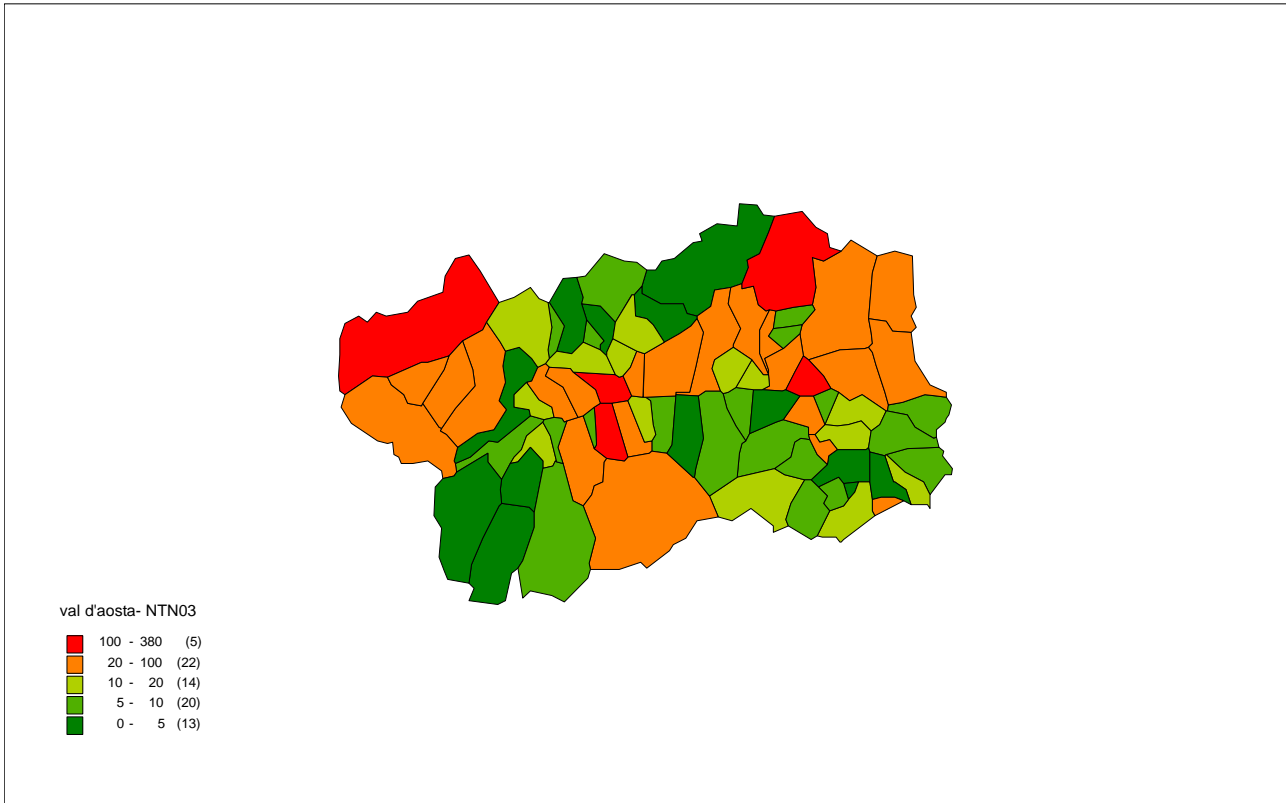 val d'aosta- NTN03
100 - 380 (5)
20 - 100 (22)
10 - 20 (14)
5 - 10 (20)
0 - 5 (13)